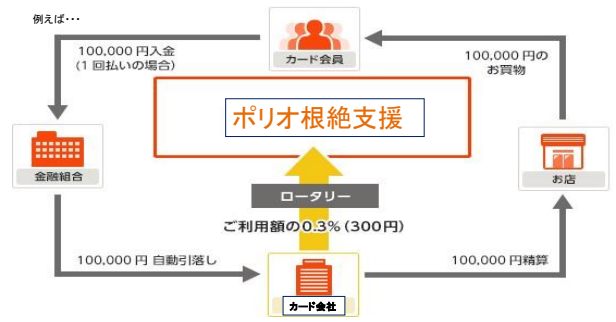 例えば・・・
カード会員
100,000 円入金
(1 回払いの場合)
100,000 円の
お買物
ポリオ根絶支援
金融組合
お店
ロータリー
ご利用額の0.3% (300円)
100,000 円 自動引落し
100,000 円精算
カード会社